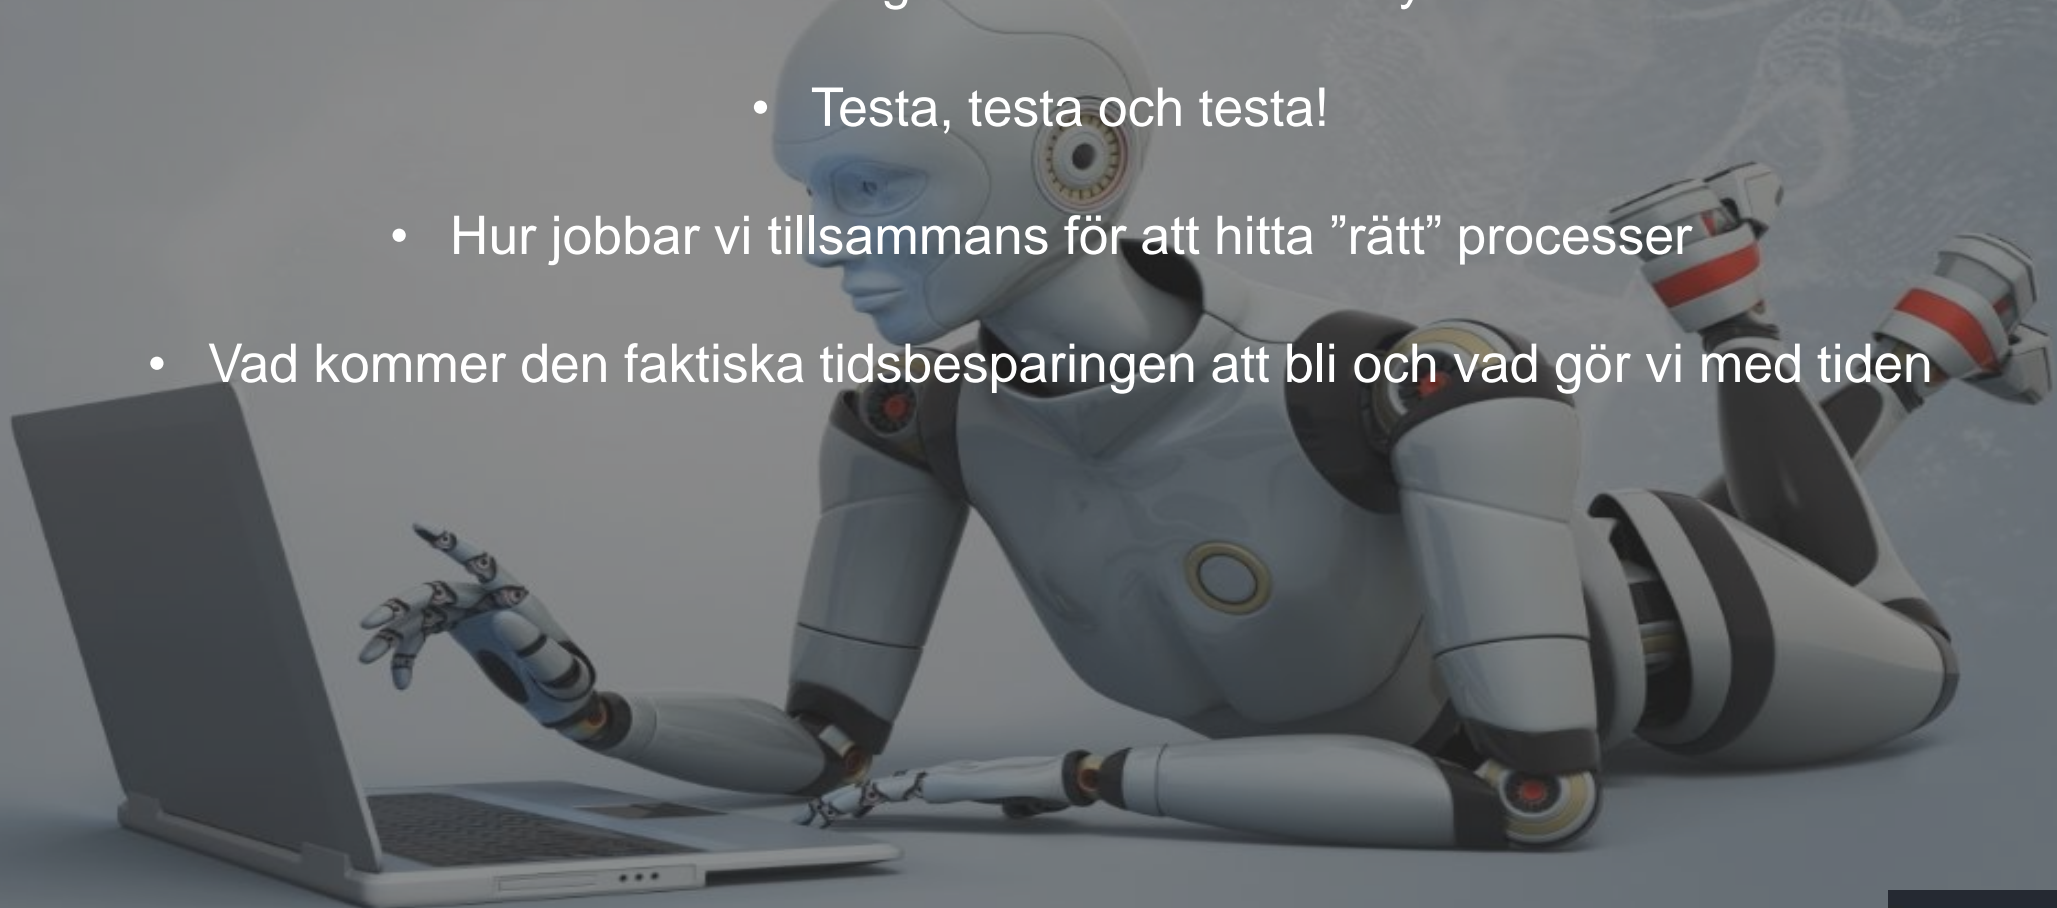 • Testa, testa och testa!
• Hur jobbar vi tillsammans för att hitta ”rätt” processer
• Vad kommer den faktiska tidsbesparingen att bli och vad gör vi med tiden